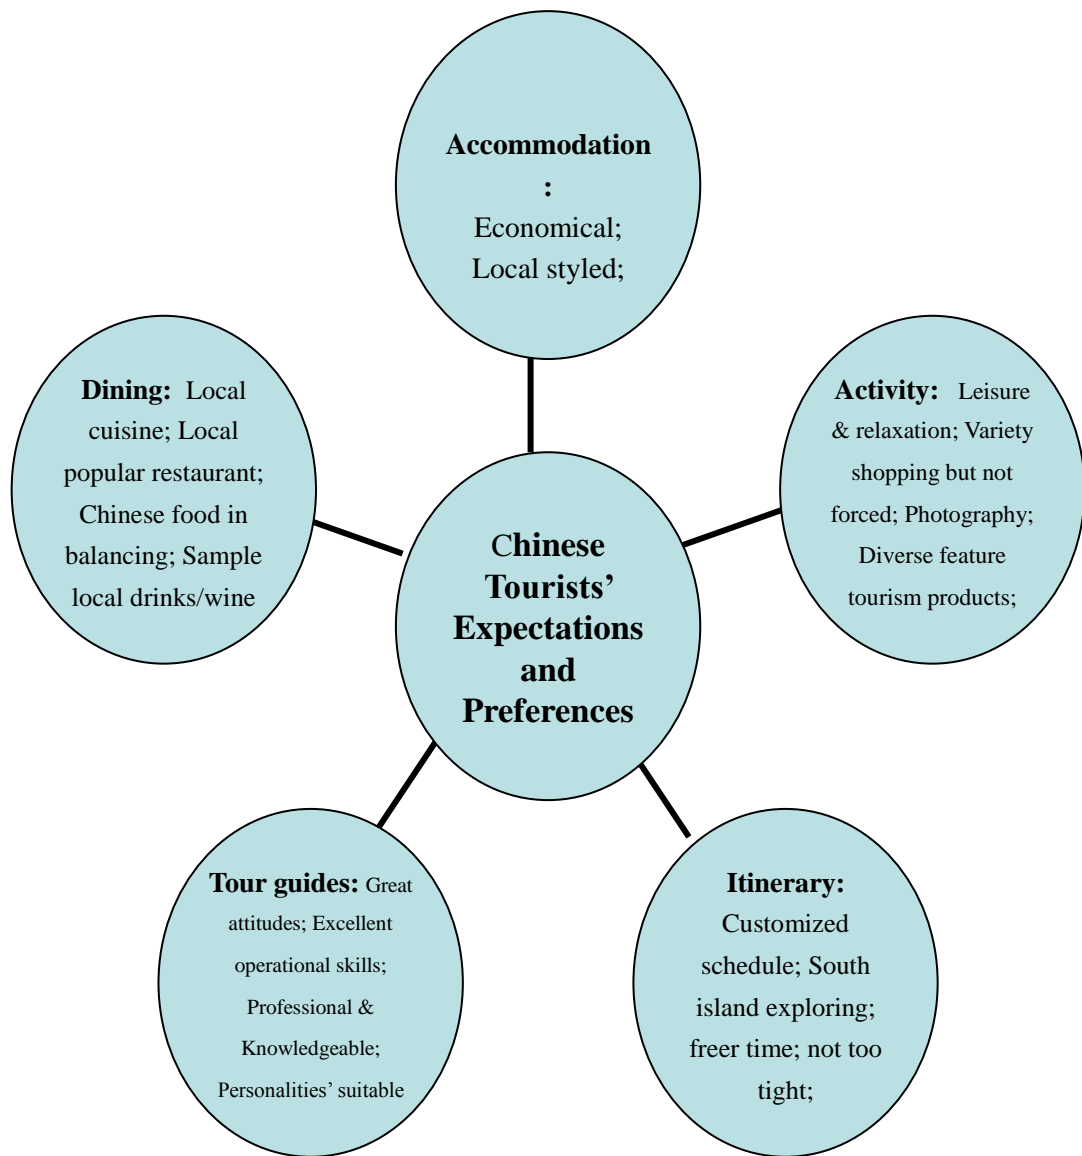 Accommodation
:
Economical;
Local styled;
Dining: Local
cuisine; Local
popular restaurant;
Chinese food in
balancing; Sample
local drinks/wine
Activity: Leisure
& relaxation; Variety
shopping but not
forced; Photography;
Diverse feature
tourism products;
Chinese
Tourists’
Expectations
and
Preferences
Tour guides: Great
attitudes; Excellent
operational skills;
Professional &
Knowledgeable;
Personalities’ suitable
Itinerary:
Customized
schedule; South
island exploring;
freer time; not too
tight;